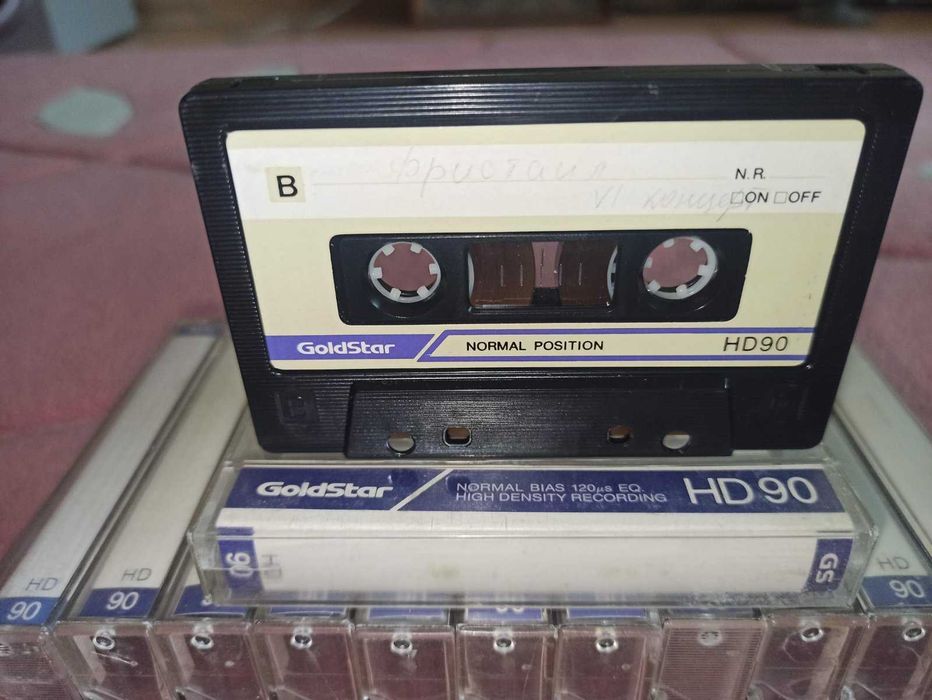 B
фристайл
VI концерт
N.R.
ON OFF
GoldStar NORMAL POSITION HD90
GoldStar NORMAL BIAS 120µs EQ. HD90
HIGH DENSITY RECORDING
HD 90
GS
HD 90
HD 90
HD 90